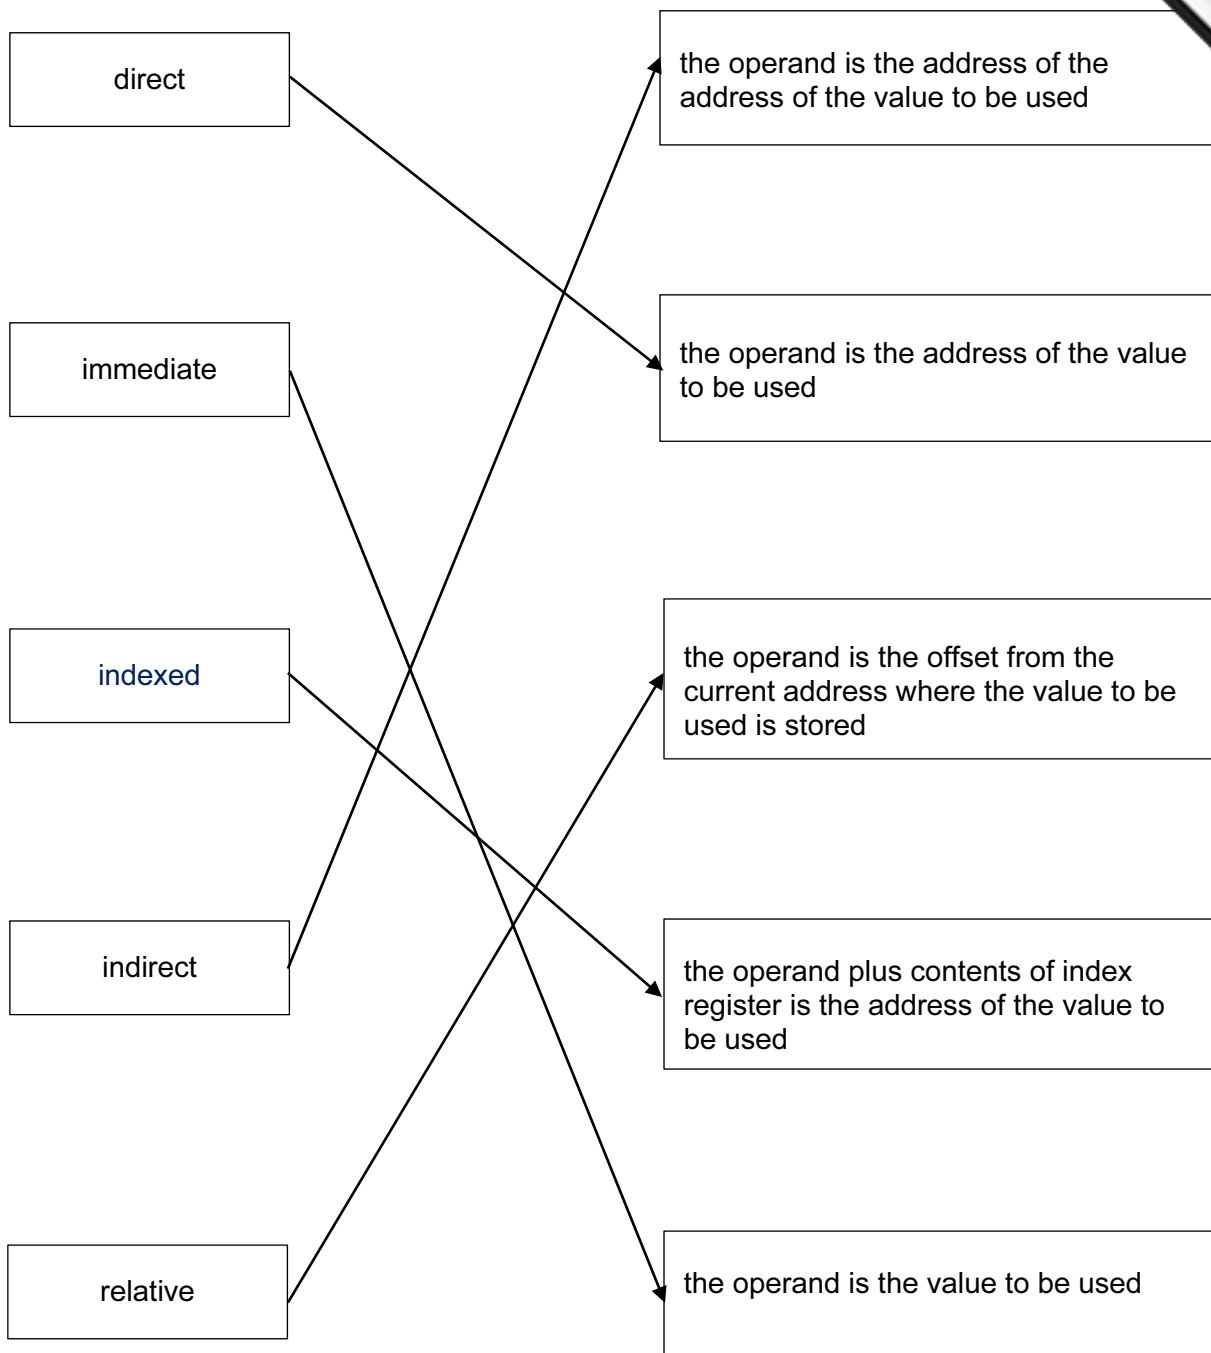 direct
the operand is the address of the
address of the value to be used
immediate
the operand is the address of the value
to be used
indexed
the operand is the offset from the
current address where the value to be
used is stored
indirect
the operand plus contents of index
register is the address of the value to
be used
relative
the operand is the value to be used